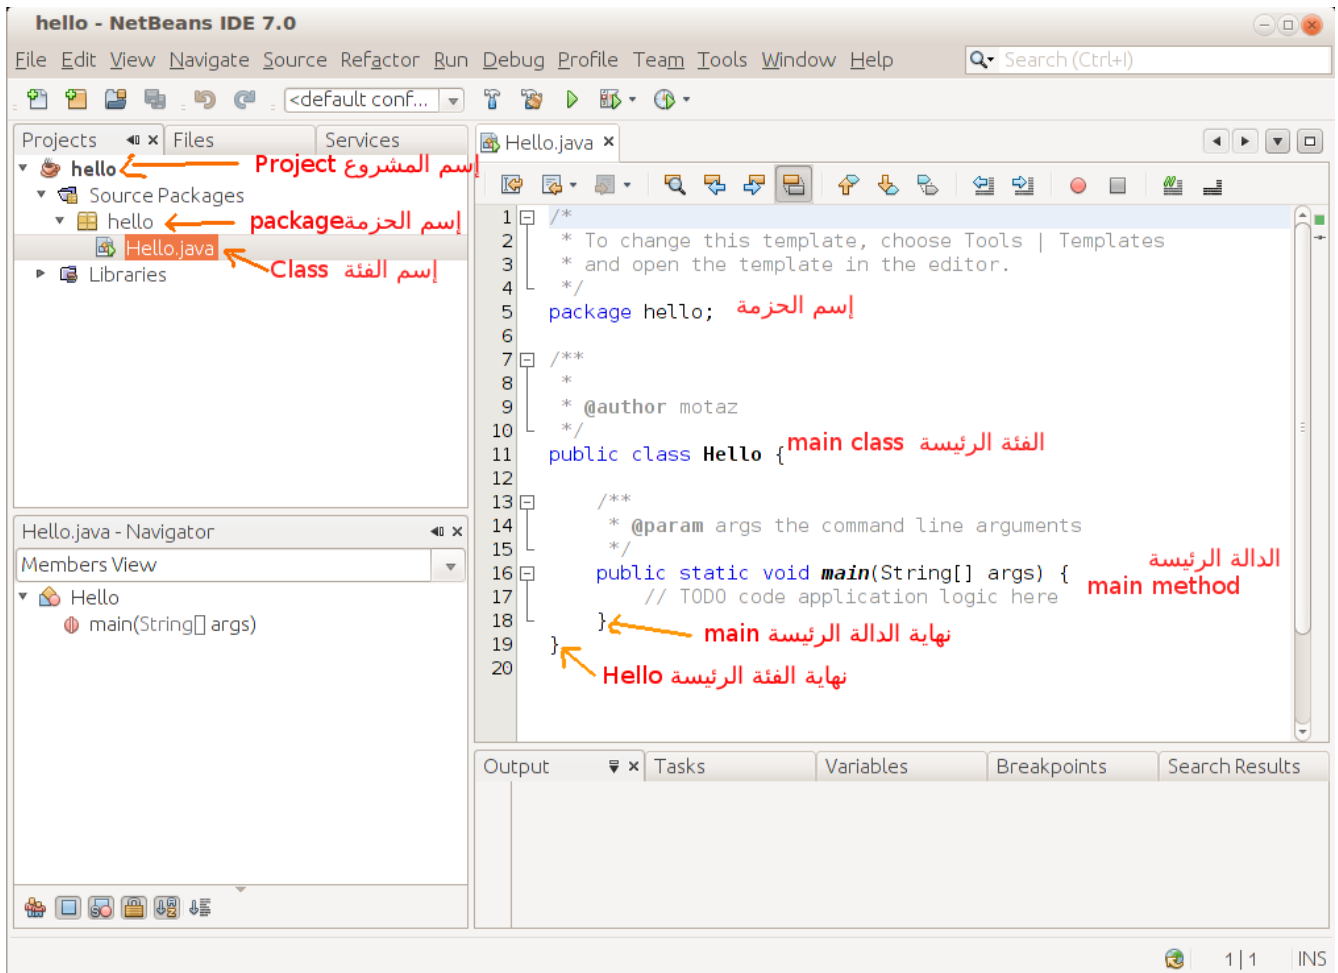 hello - NetBeans IDE 7.0
File Edit View Navigate Source Refactor Run Debug Profile Team Tools Window Help Search (Ctrl+I)
<default conf...
Projects Files Services
hello إسم المشروع Project
Source Packages
hello إسم الحزمة package
Hello.java
إسم الفئة Class
Libraries
Hello.java - Navigator
Members View
Hello
main(String[] args)
Hello.java
1 /*
2 * To change this template, choose Tools | Templates
3 * and open the template in the editor.
4 */
5 package hello; إسم الحزمة
6
7 /**
8 *
9 * @author motaz
10 */
11 public class Hello { الفئة الرئيسة main class
12
13 /**
14 * @param args the command line arguments
15 */
الدالة الرئيسة
16 public static void main(String[] args) {
main method
17 // TODO code application logic here
18 } نهاية الدالة الرئيسة main
19 }
20 نهاية الفئة الرئيسة Hello
Output Tasks Variables Breakpoints Search Results
1 | 1 INS